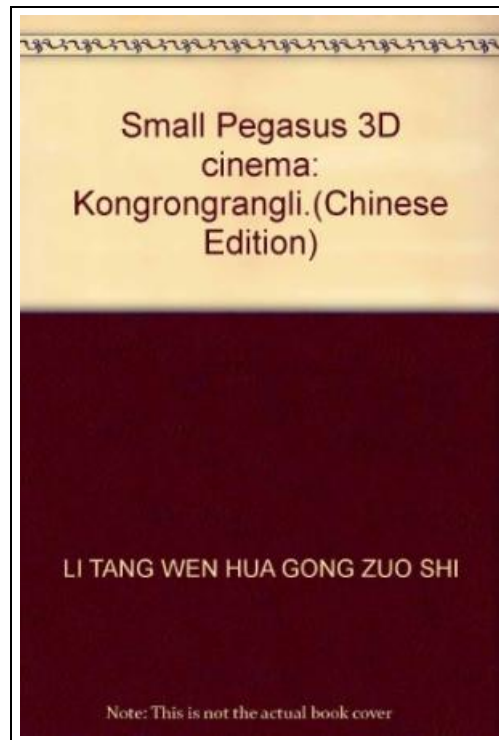 Small Pegasus 3D
cinema:
Kongrongrangli.(Chinese
Edition)
LI TANG WEN HUA GONG ZUO SHI
Note: This is not the actual book cover